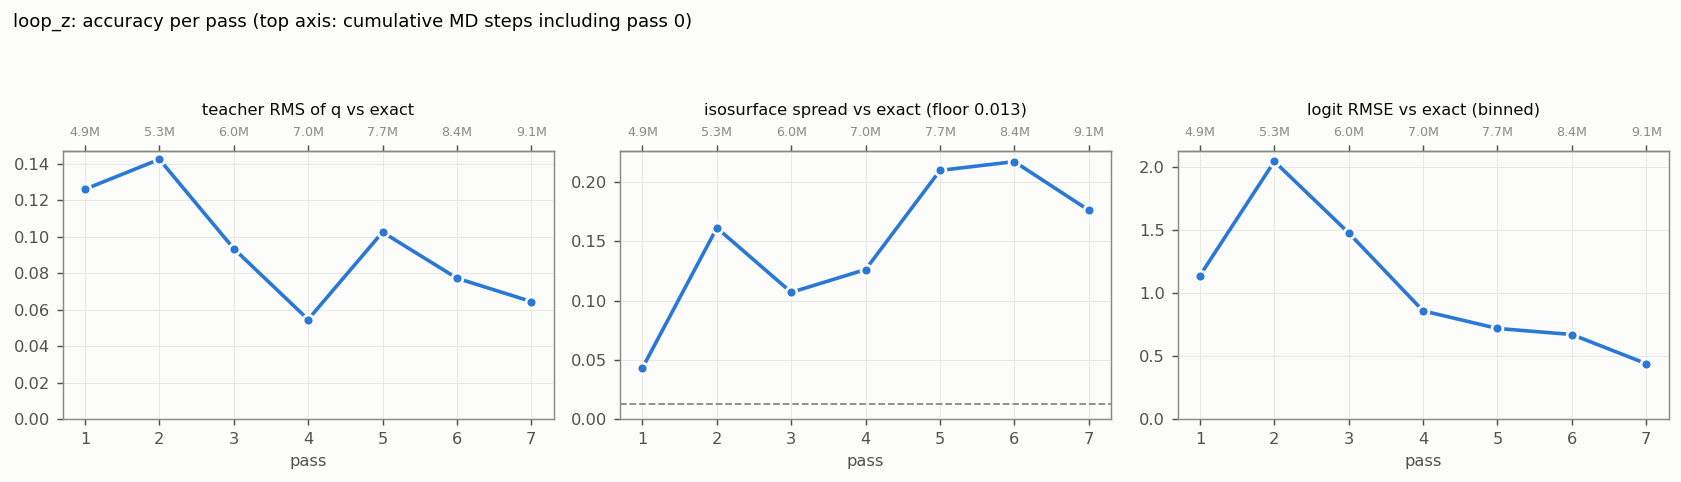 loop_z: accuracy per pass (top axis: cumulative MD steps including pass 0)
teacher RMS of q vs exact
4.9M 5.3M 6.0M 7.0M 7.7M 8.4M 9.1M
0.14
0.12
0.10
0.08
0.06
0.04
0.02
0.00
1 2 3 4 5 6 7
pass
isosurface spread vs exact (floor 0.013)
4.9M 5.3M 6.0M 7.0M 7.7M 8.4M 9.1M
0.20
0.15
0.10
0.05
0.00
1 2 3 4 5 6 7
pass
logit RMSE vs exact (binned)
4.9M 5.3M 6.0M 7.0M 7.7M 8.4M 9.1M
2.0
1.5
1.0
0.5
0.0
1 2 3 4 5 6 7
pass